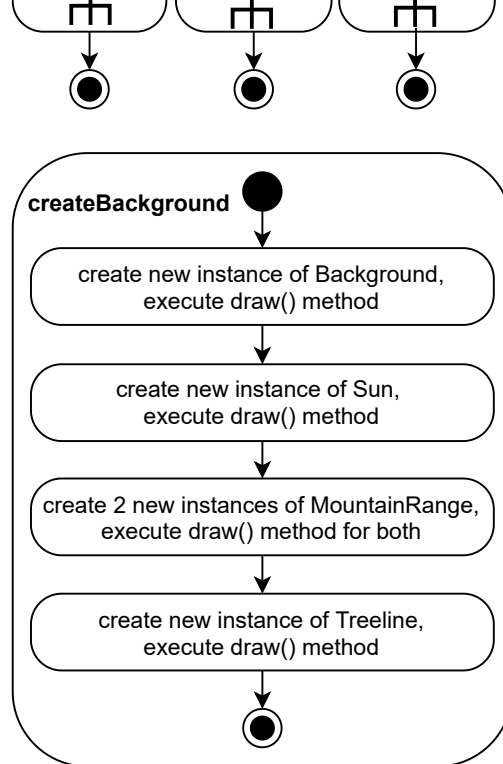 createBackground
create new instance of Background,
execute draw() method
create new instance of Sun,
execute draw() method
create 2 new instances of MountainRange,
execute draw() method for both
create new instance of Treeline,
execute draw() method